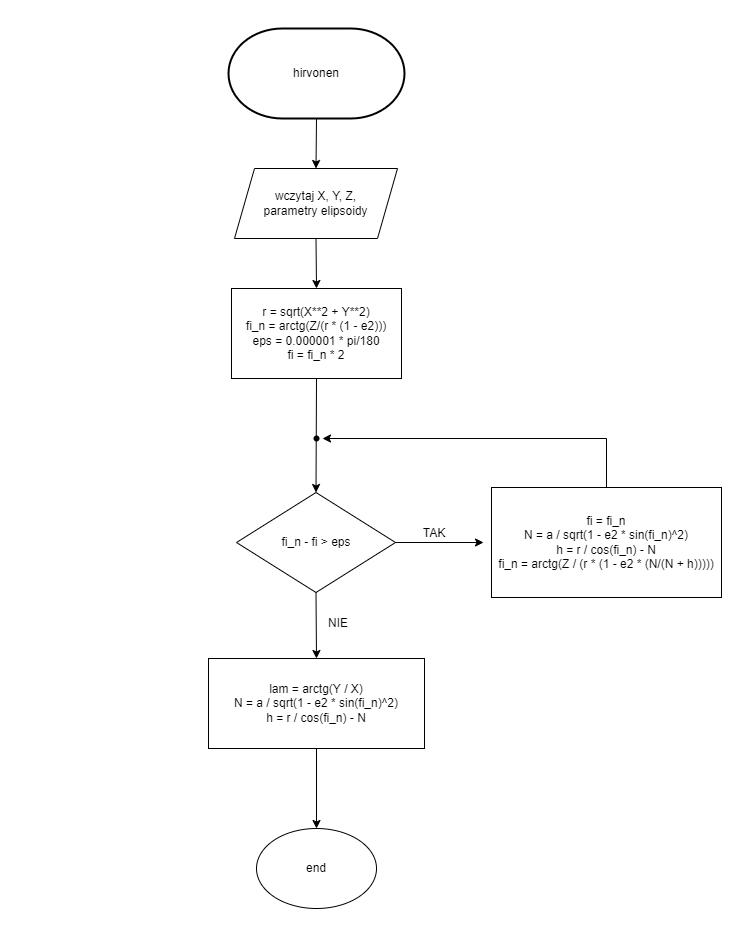 hirvonen
wczytaj X, Y, Z,
parametry elipsoidy
r = sqrt(X**2 + Y**2)
fi_n = arctg(Z/(r * (1 - e2)))
eps = 0.000001 * pi/180
fi = fi_n * 2
fi_n - fi > eps
TAK
fi = fi_n
N = a / sqrt(1 - e2 * sin(fi_n)^2)
h = r / cos(fi_n) - N
fi_n = arctg(Z / (r * (1 - e2 * (N/(N + h)))))
NIE
lam = arctg(Y / X)
N = a / sqrt(1 - e2 * sin(fi_n)^2)
h = r / cos(fi_n) - N
end